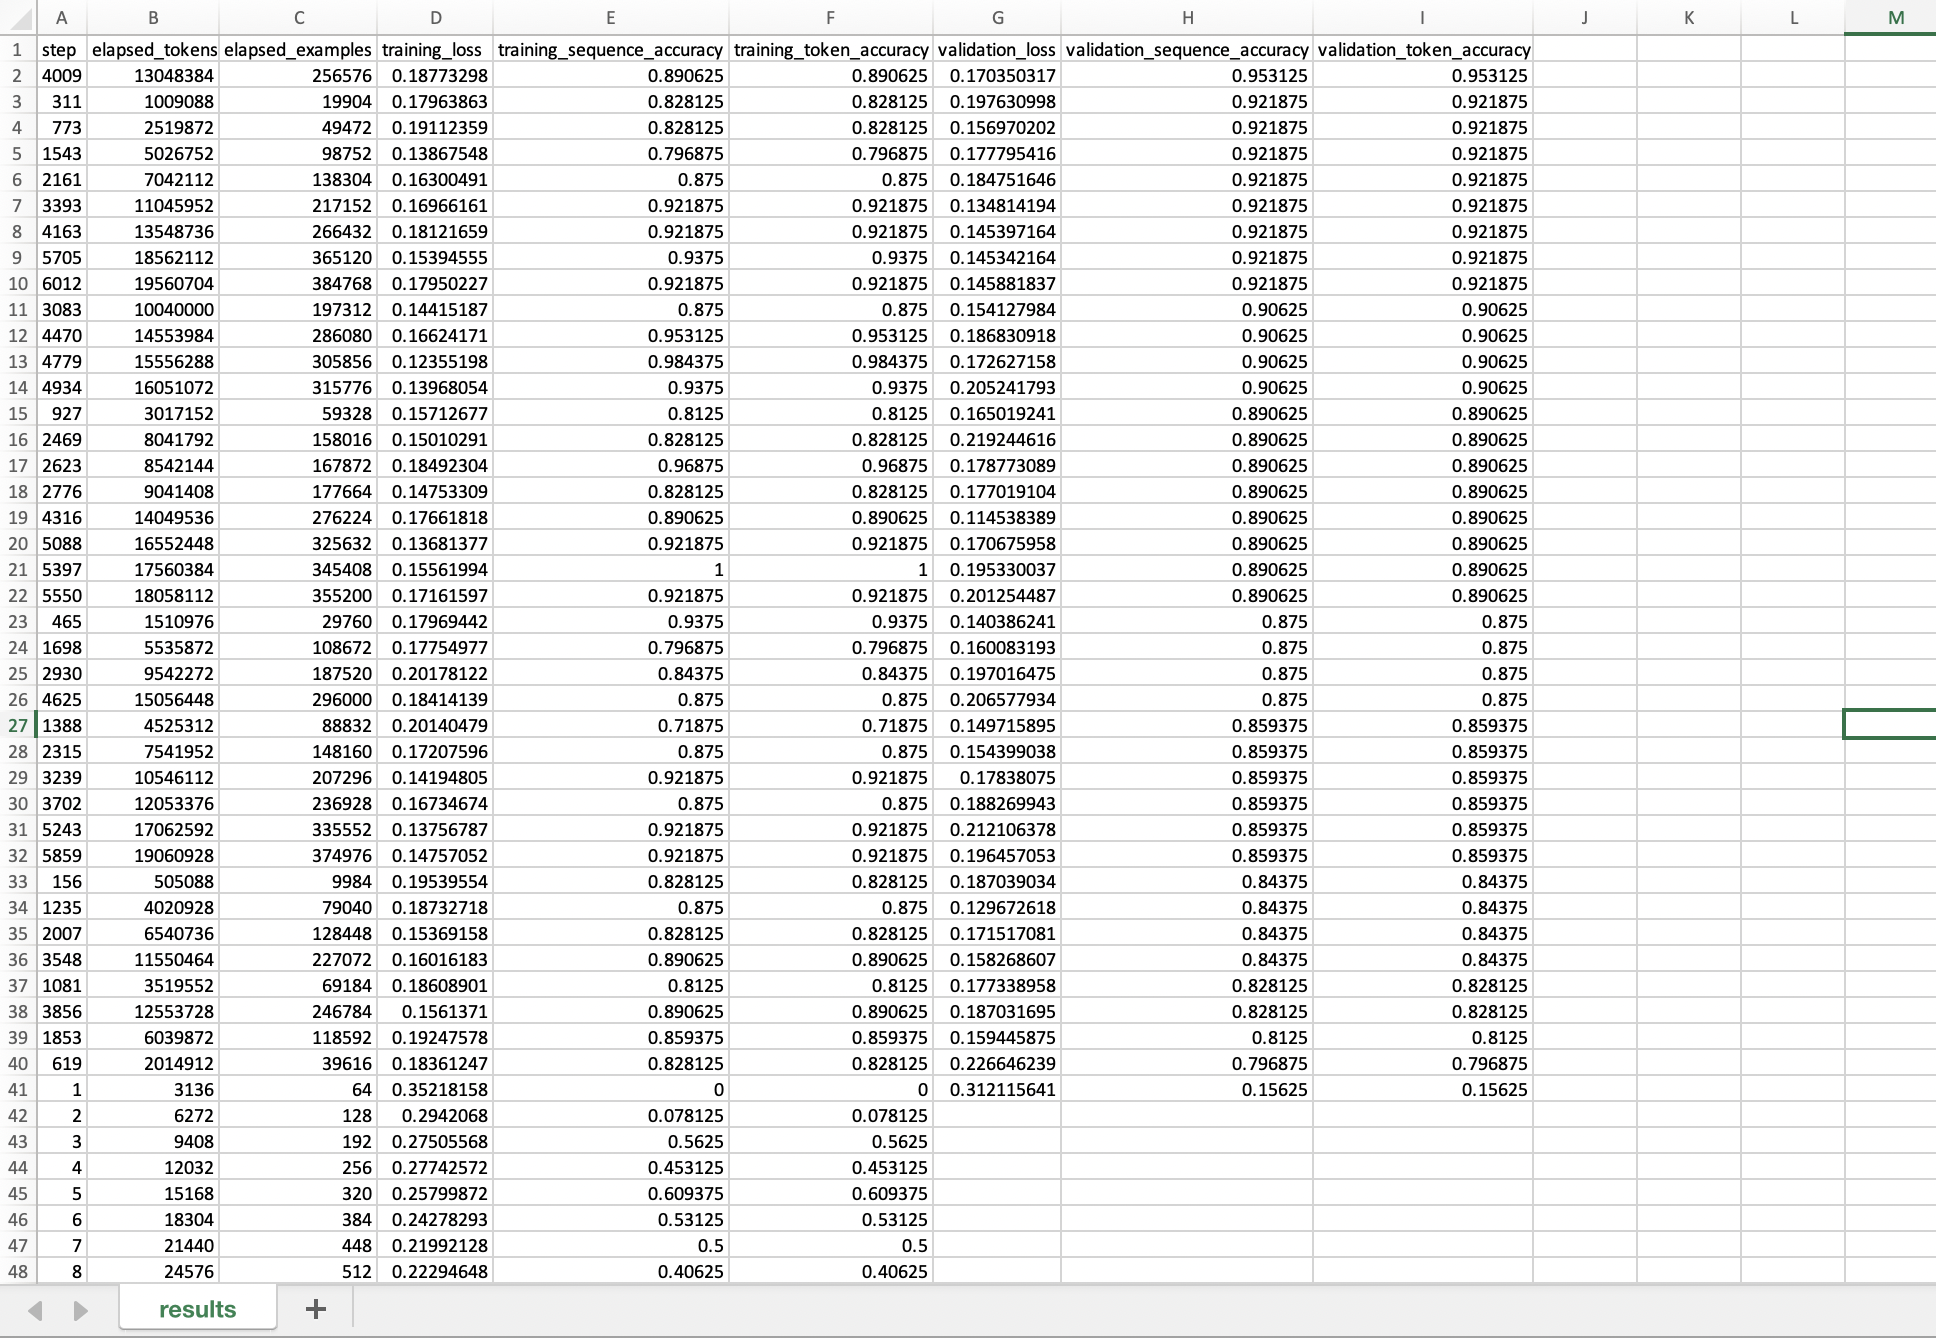 A B C D E F G H I J K L M
1 step elapsed_tokens elapsed_examples training_loss training_sequence_accuracy training_token_accuracy validation_loss validation_sequence_accuracy validation_token_accuracy
2 4009 13048384 256576 0.18773298 0.890625 0.890625 0.170350317 0.953125 0.953125
3 311 1009088 19904 0.17963863 0.828125 0.828125 0.197630998 0.921875 0.921875
4 773 2519872 49472 0.19112359 0.828125 0.828125 0.156970202 0.921875 0.921875
5 1543 5026752 98752 0.13867548 0.796875 0.796875 0.177795416 0.921875 0.921875
6 2161 7042112 138304 0.16300491 0.875 0.875 0.184751646 0.921875 0.921875
7 3393 11045952 217152 0.16966161 0.921875 0.921875 0.134814194 0.921875 0.921875
8 4163 13548736 266432 0.18121659 0.921875 0.921875 0.145397164 0.921875 0.921875
9 5705 18562112 365120 0.15394555 0.9375 0.9375 0.145342164 0.921875 0.921875
10 6012 19560704 384768 0.17950227 0.921875 0.921875 0.145881837 0.921875 0.921875
11 3083 10040000 197312 0.14415187 0.875 0.875 0.154127984 0.90625 0.90625
12 4470 14553984 286080 0.16624171 0.953125 0.953125 0.186830918 0.90625 0.90625
13 4779 15556288 305856 0.12355198 0.984375 0.984375 0.172627158 0.90625 0.90625
14 4934 16051072 315776 0.13968054 0.9375 0.9375 0.205241793 0.90625 0.90625
15 927 3017152 59328 0.15712677 0.8125 0.8125 0.165019241 0.890625 0.890625
16 2469 8041792 158016 0.15010291 0.828125 0.828125 0.219244616 0.890625 0.890625
17 2623 8542144 167872 0.18492304 0.96875 0.96875 0.178773089 0.890625 0.890625
18 2776 9041408 177664 0.14753309 0.828125 0.828125 0.177019104 0.890625 0.890625
19 4316 14049536 276224 0.17661818 0.890625 0.890625 0.114538389 0.890625 0.890625
20 5088 16552448 325632 0.13681377 0.921875 0.921875 0.170675958 0.890625 0.890625
21 5397 17560384 345408 0.15561994 1 1 0.195330037 0.890625 0.890625
22 5550 18058112 355200 0.17161597 0.921875 0.921875 0.201254487 0.890625 0.890625
23 465 1510976 29760 0.17969442 0.9375 0.9375 0.140386241 0.875 0.875
24 1698 5535872 108672 0.17754977 0.796875 0.796875 0.160083193 0.875 0.875
25 2930 9542272 187520 0.20178122 0.84375 0.84375 0.197016475 0.875 0.875
26 4625 15056448 296000 0.18414139 0.875 0.875 0.206577934 0.875 0.875
27 1388 4525312 88832 0.20140479 0.71875 0.71875 0.149715895 0.859375 0.859375
28 2315 7541952 148160 0.17207596 0.875 0.875 0.154399038 0.859375 0.859375
29 3239 10546112 207296 0.14194805 0.921875 0.921875 0.17838075 0.859375 0.859375
30 3702 12053376 236928 0.16734674 0.875 0.875 0.188269943 0.859375 0.859375
31 5243 17062592 335552 0.13756787 0.921875 0.921875 0.212106378 0.859375 0.859375
32 5859 19060928 374976 0.14757052 0.921875 0.921875 0.196457053 0.859375 0.859375
33 156 505088 9984 0.19539554 0.828125 0.828125 0.187039034 0.84375 0.84375
34 1235 4020928 79040 0.18732718 0.875 0.875 0.129672618 0.84375 0.84375
35 2007 6540736 128448 0.15369158 0.828125 0.828125 0.171517081 0.84375 0.84375
36 3548 11550464 227072 0.16016183 0.890625 0.890625 0.158268607 0.84375 0.84375
37 1081 3519552 69184 0.18608901 0.8125 0.8125 0.177338958 0.828125 0.828125
38 3856 12553728 246784 0.1561371 0.890625 0.890625 0.187031695 0.828125 0.828125
39 1853 6039872 118592 0.19247578 0.859375 0.859375 0.159445875 0.8125 0.8125
40 619 2014912 39616 0.18361247 0.828125 0.828125 0.226646239 0.796875 0.796875
41 1 3136 64 0.35218158 0 0 0.312115641 0.15625 0.15625
42 2 6272 128 0.2942068 0.078125 0.078125
43 3 9408 192 0.27505568 0.5625 0.5625
44 4 12032 256 0.27742572 0.453125 0.453125
45 5 15168 320 0.25799872 0.609375 0.609375
46 6 18304 384 0.24278293 0.53125 0.53125
47 7 21440 448 0.21992128 0.5 0.5
48 8 24576 512 0.22294648 0.40625 0.40625
results +